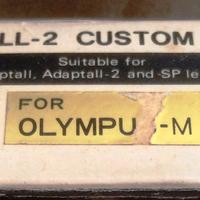 LL-2 CUSTOM
Suitable for
ptall, Adaptall-2 and SP le
FOR
OLYMPU -M